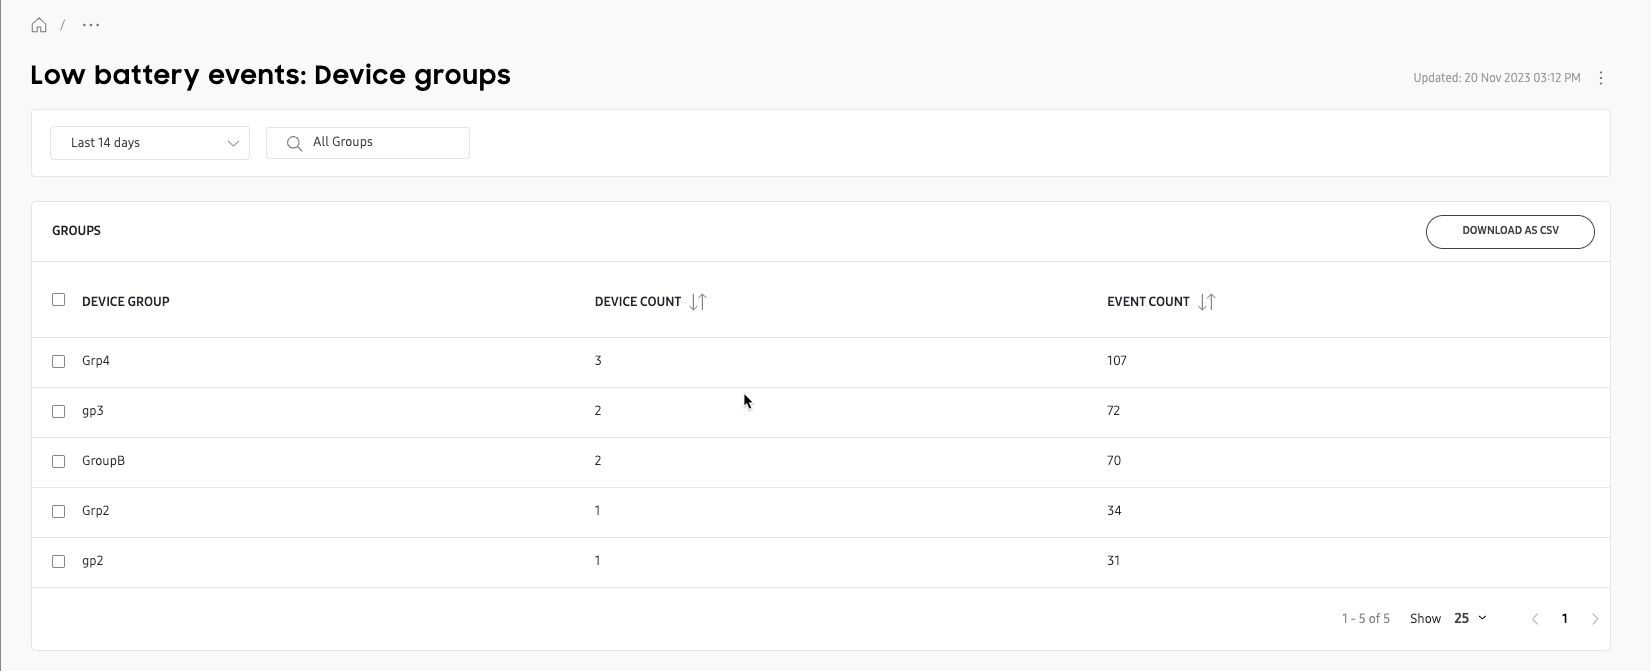 / ...
Low battery events: Device groups
Updated: 20 Nov 2023 03:12 PM
Last 14 days
All Groups
GROUPS
DOWNLOAD AS CSV
DEVICE GROUP DEVICE COUNT EVENT COUNT
Grp4 3 107
gp3 2 72
GroupB 2 70
Grp2 1 34
gp2 1 31
1 - 5 of 5 Show 25 1